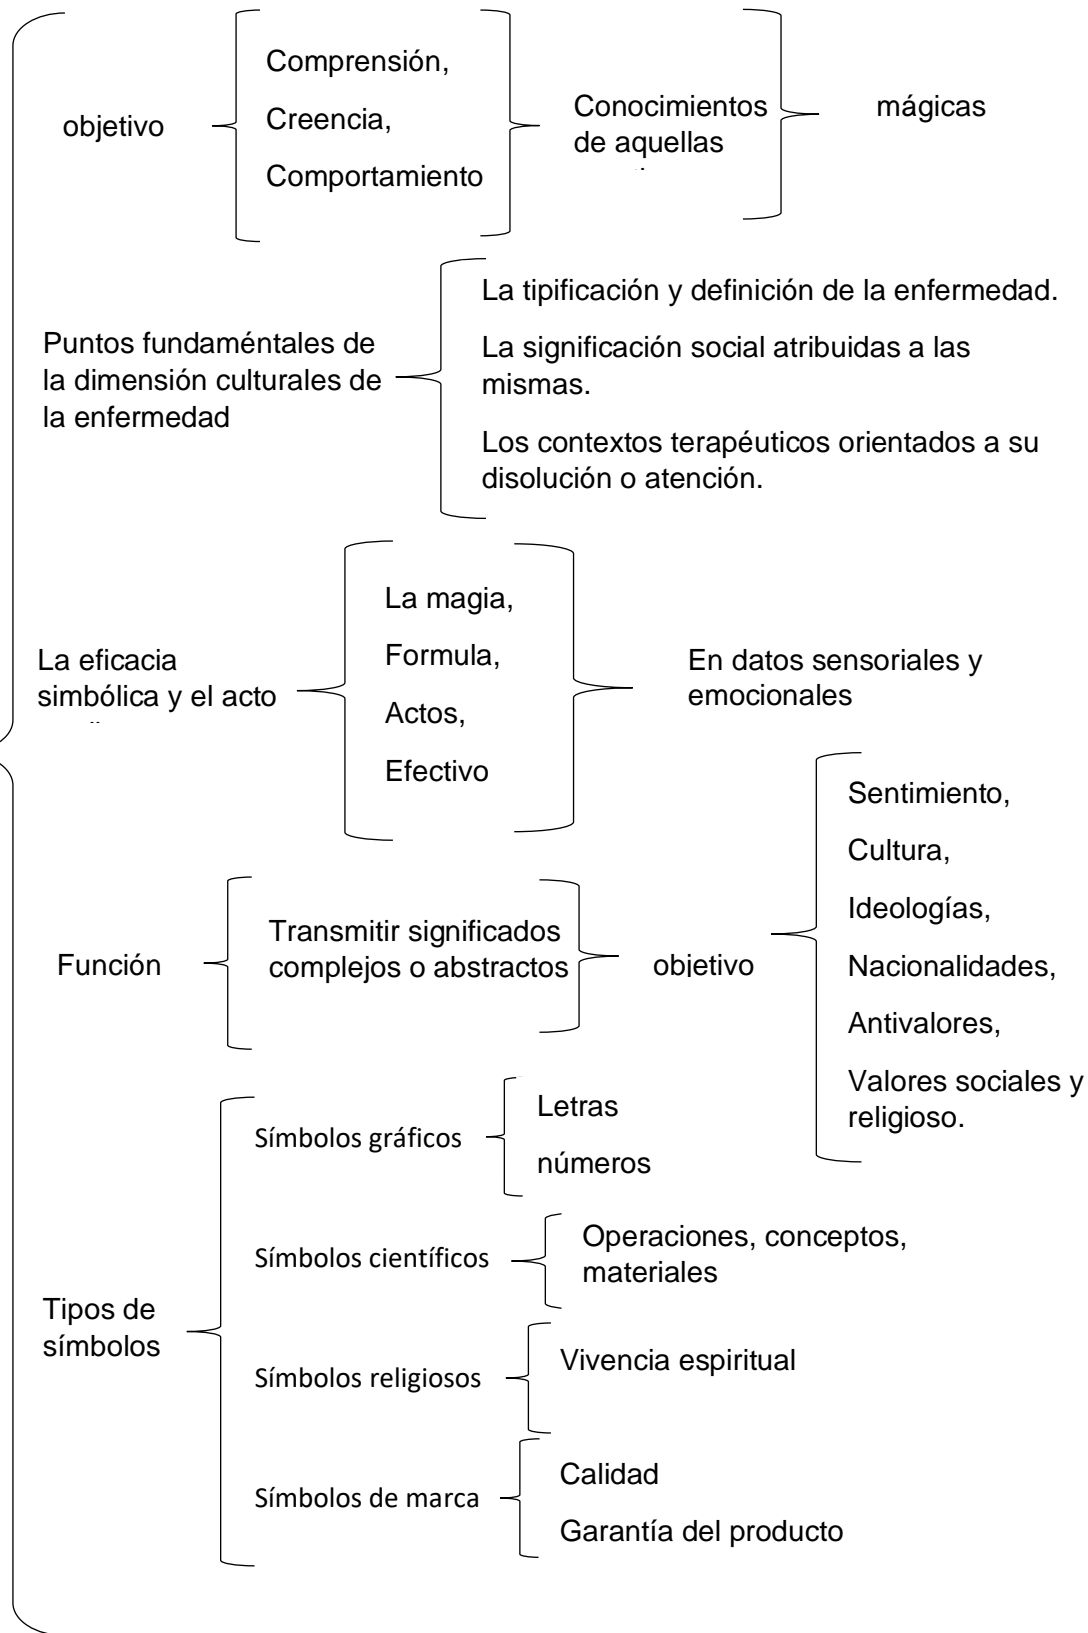 objetivo
Comprensión,
Creencia,
Comportamiento
Conocimientos
de aquellas
mágicas
Puntos fundaméntales de
la dimensión culturales de
la enfermedad
La tipificación y definición de la enfermedad.
La significación social atribuidas a las
mismas.
Los contextos terapéuticos orientados a su
disolución o atención.
La eficacia
simbólica y el acto
La magia,
Formula,
Actos,
Efectivo
En datos sensoriales y
emocionales
Función
Transmitir significados
complejos o abstractos
objetivo
Sentimiento,
Cultura,
Ideologías,
Nacionalidades,
Antivalores,
Valores sociales y
religioso.
Tipos de
símbolos
Símbolos gráficos
Letras
números
Símbolos científicos
Operaciones, conceptos,
materiales
Símbolos religiosos
Vivencia espiritual
Símbolos de marca
Calidad
Garantía del producto